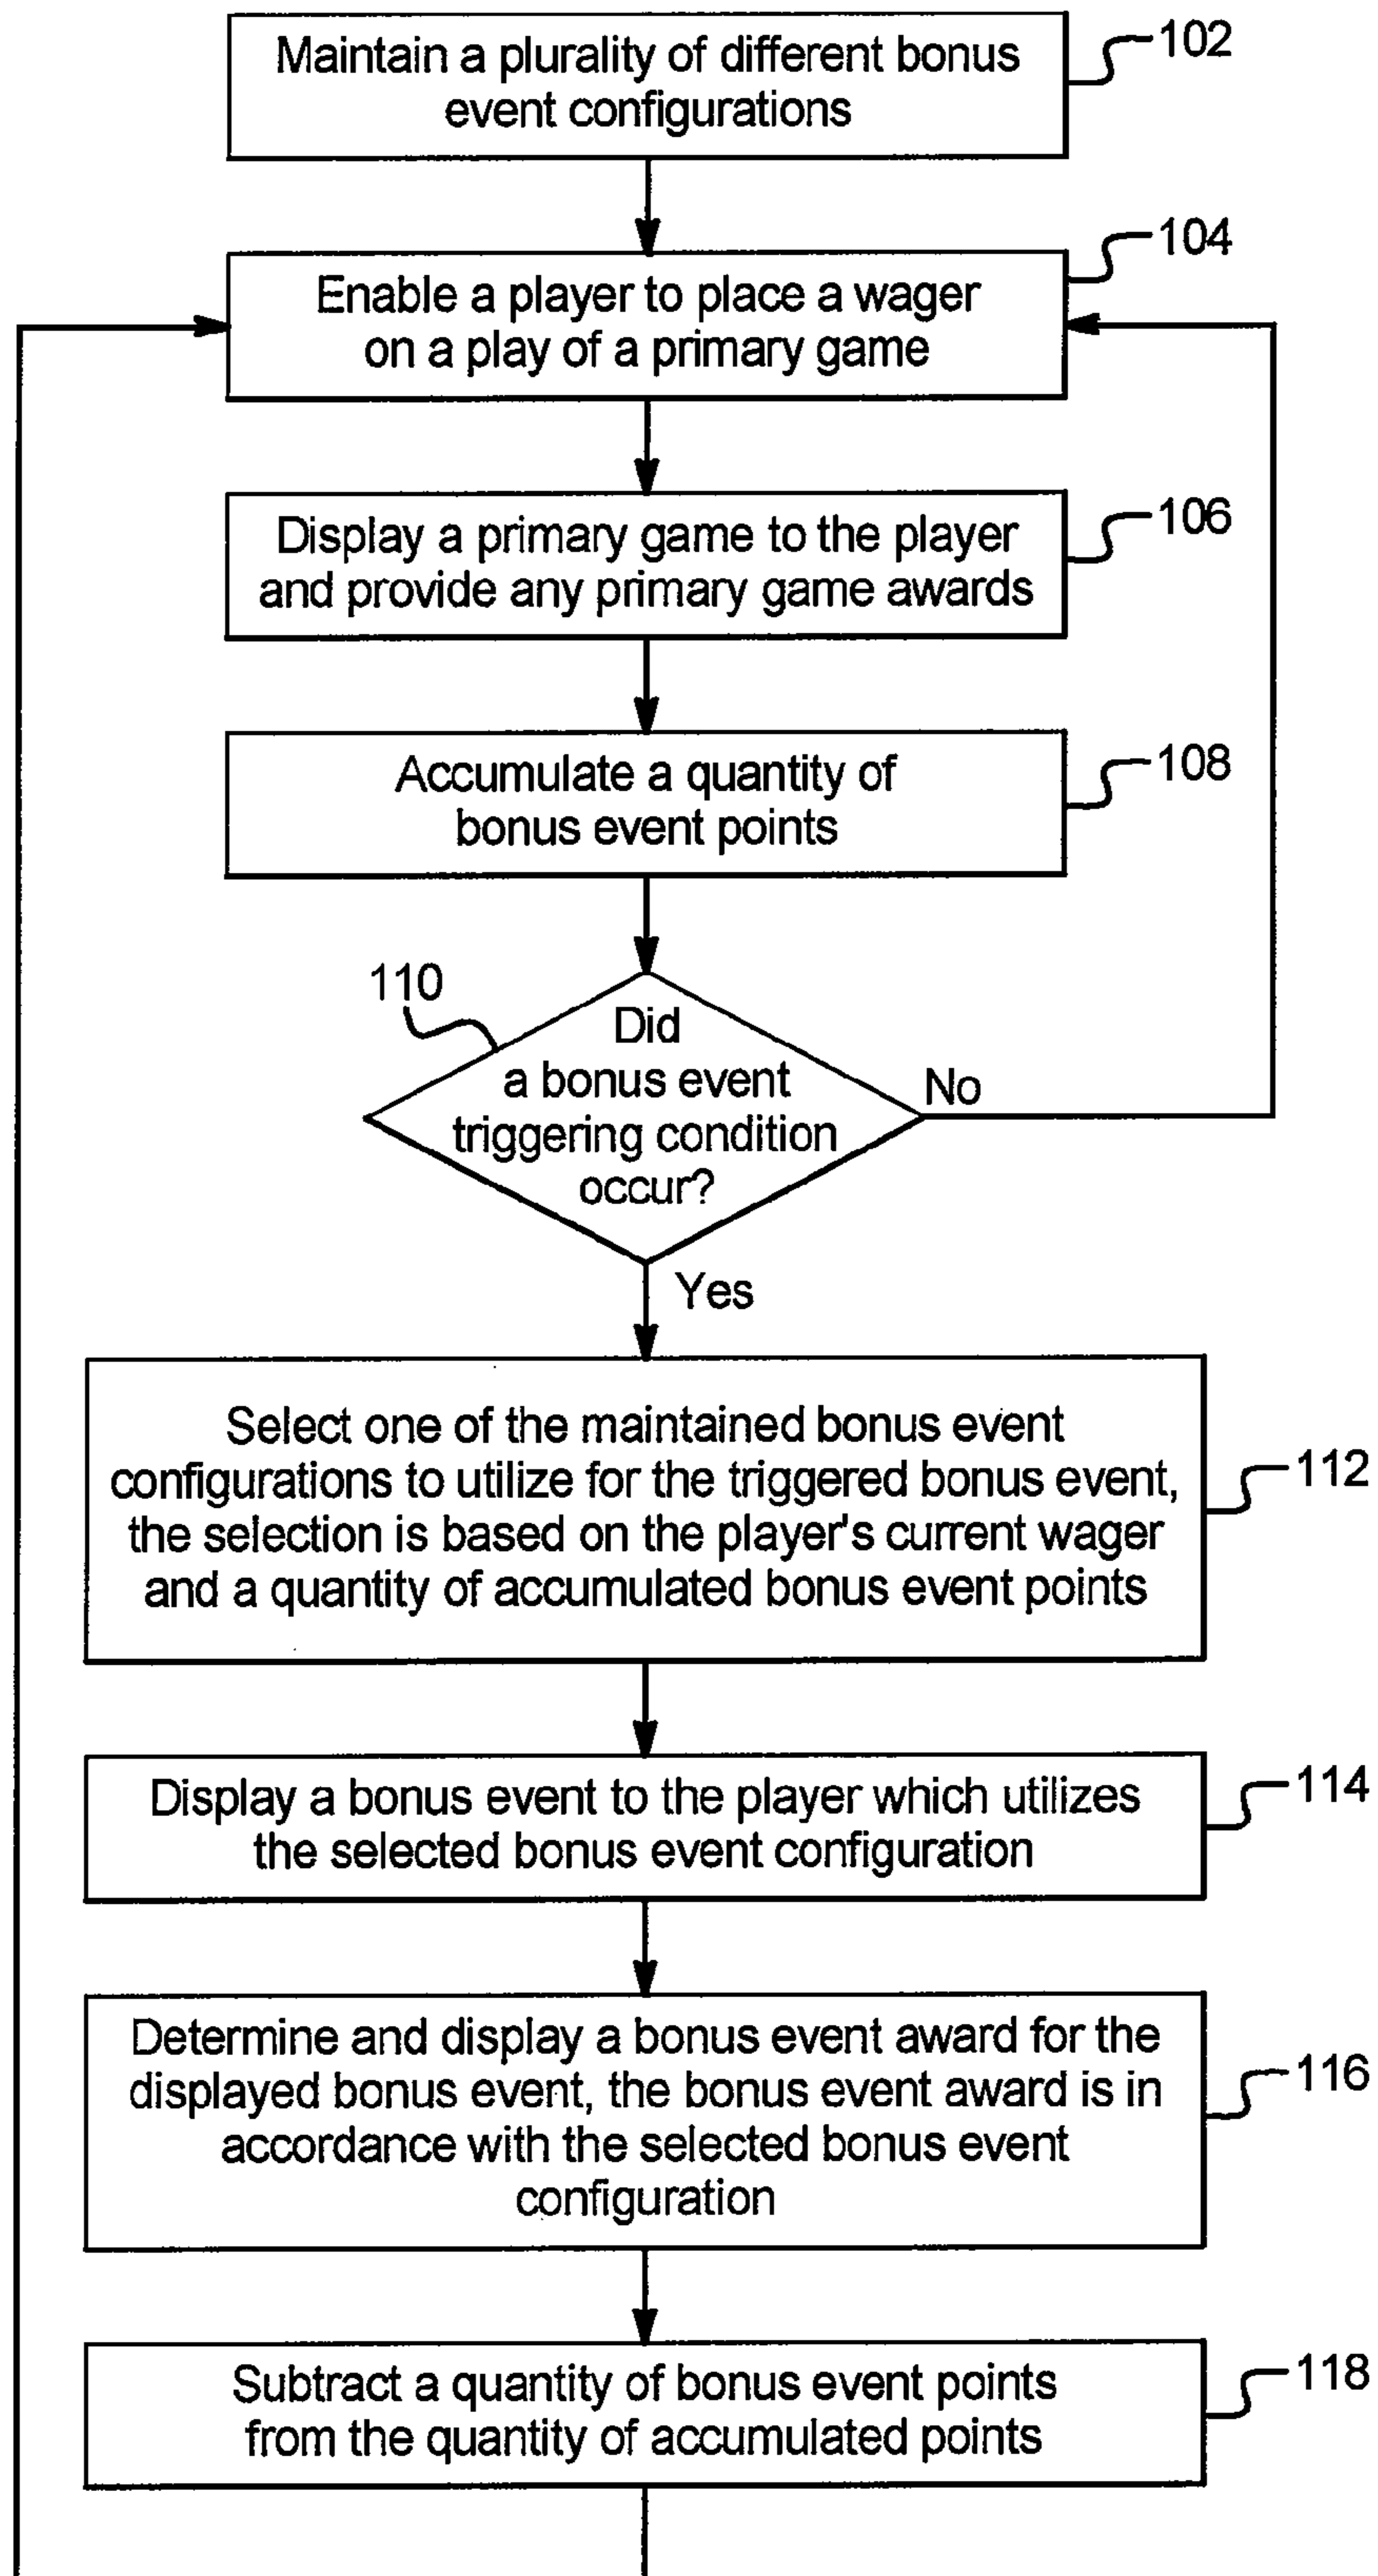 Maintain a plurality of different bonus
event configurations
102
Enable a player to place a wager
on a play of a primary game
104
Display a primary game to the player
and provide any primary game awards
106
Accumulate a quantity of
bonus event points
108
110
Did
a bonus event
triggering condition
occur?
No
Yes
Select one of the maintained bonus event
configurations to utilize for the triggered bonus event,
the selection is based on the player's current wager
and a quantity of accumulated bonus event points
112
Display a bonus event to the player which utilizes
the selected bonus event configuration
114
Determine and display a bonus event award for the
displayed bonus event, the bonus event award is in
accordance with the selected bonus event
configuration
116
Subtract a quantity of bonus event points
from the quantity of accumulated points
118